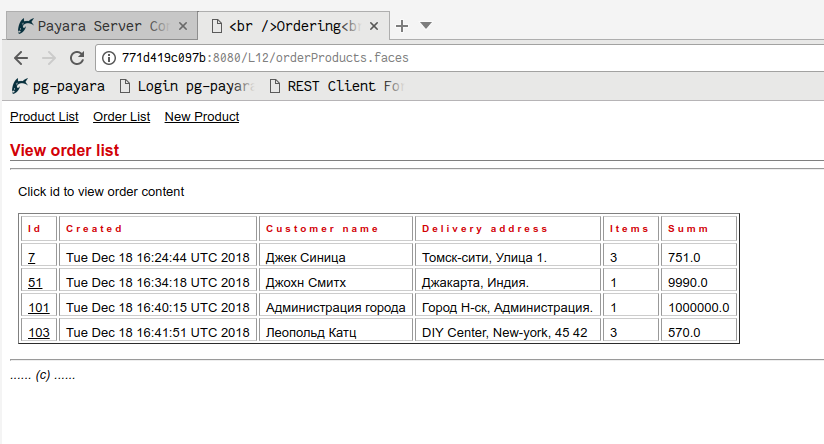 Payara Server Co
<br />Ordering<b
771d419c097b:8080/L12/orderProducts.faces
pg-payara Login pg-payara REST Client Fo
Product List Order List New Product
View order list
Click id to view order content
Id Created Customer name Delivery address Items Summ
7 Tue Dec 18 16:24:44 UTC 2018 Джек Синица Томск-сити, Улица 1. 3 751.0
51 Tue Dec 18 16:34:18 UTC 2018 Джохн Смитх Джакарта, Индия. 1 9990.0
101 Tue Dec 18 16:40:15 UTC 2018 Администрация города Город Н-ск, Администрация. 1 1000000.0
103 Tue Dec 18 16:41:51 UTC 2018 Леопольд Катц DIY Center, New-york, 45 42 3 570.0
...... (c) ......